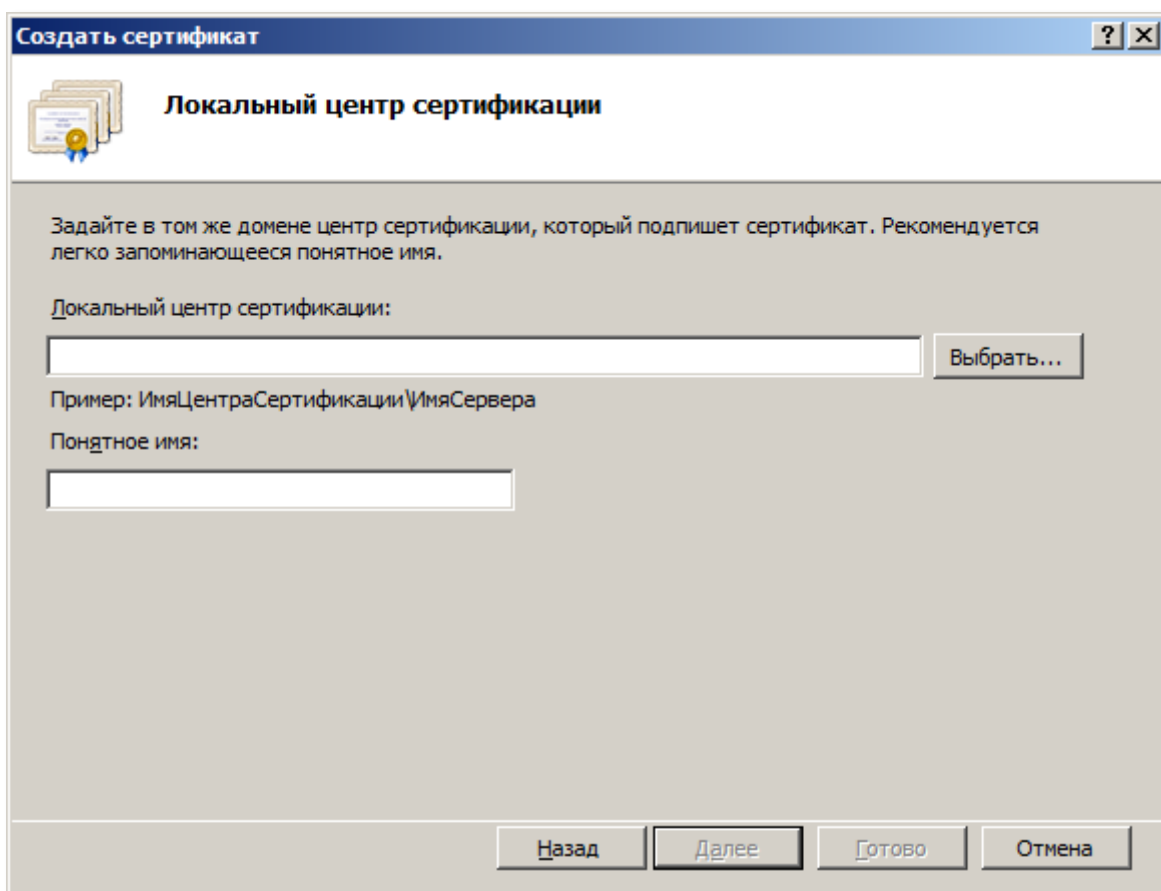 Создать сертификат
Локальный центр сертификации
Задайте в том же домене центр сертификации, который подпишет сертификат. Рекомендуется
легко запоминающееся понятное имя.
Локальный центр сертификации:
Выбрать...
Пример: ИмяЦентраСертификации\ИмяСервера
Понятное имя:
Назад Далее Готово Отмена